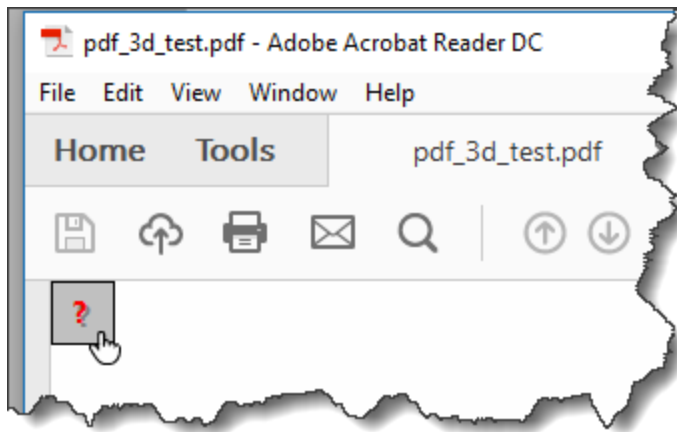 pdf_3d_test.pdf - Adobe Acrobat Reader DC
File Edit View Window Help
Home Tools pdf_3d_test.pdf
?